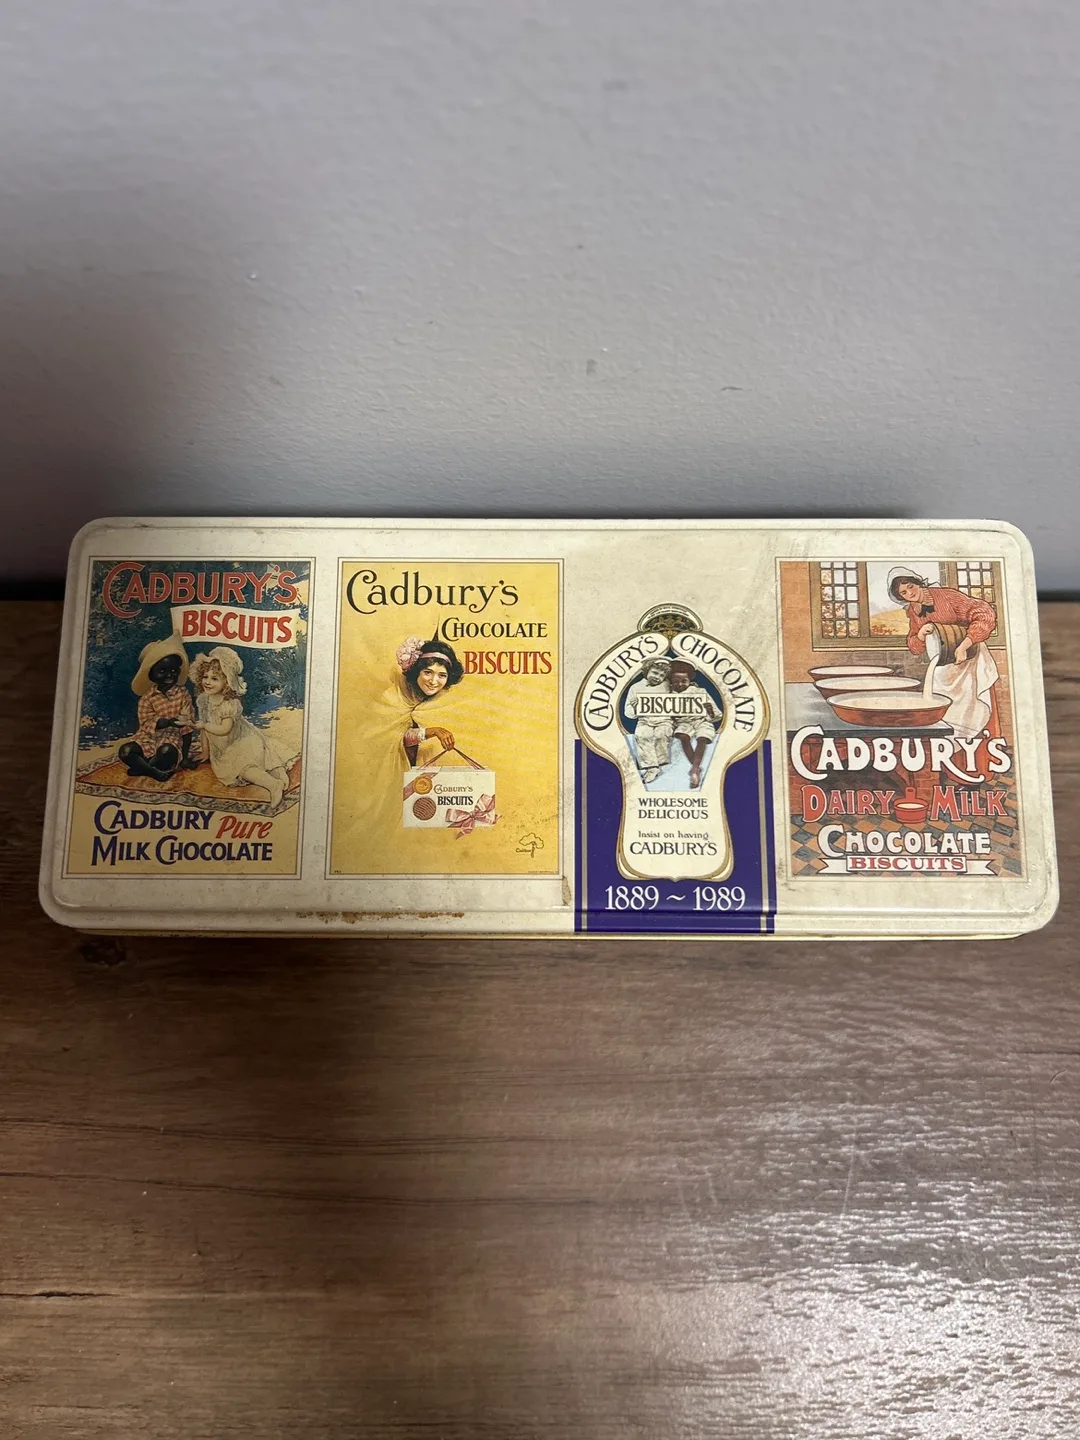 CADBURY'S
BISCUITS
CADBURY Pure
MILK CHOCOLATE
Cadbury's
CHOCOLATE
BISCUITS
CADBURY'S
BISCUITS
CADBURY'S CHOCOLATE
BISCUITS
WHOLESOME
DELICIOUS
Insist on having
CADBURY'S
1889 ~ 1989
CADBURY'S
DAIRY MILK
CHOCOLATE
BISCUITS